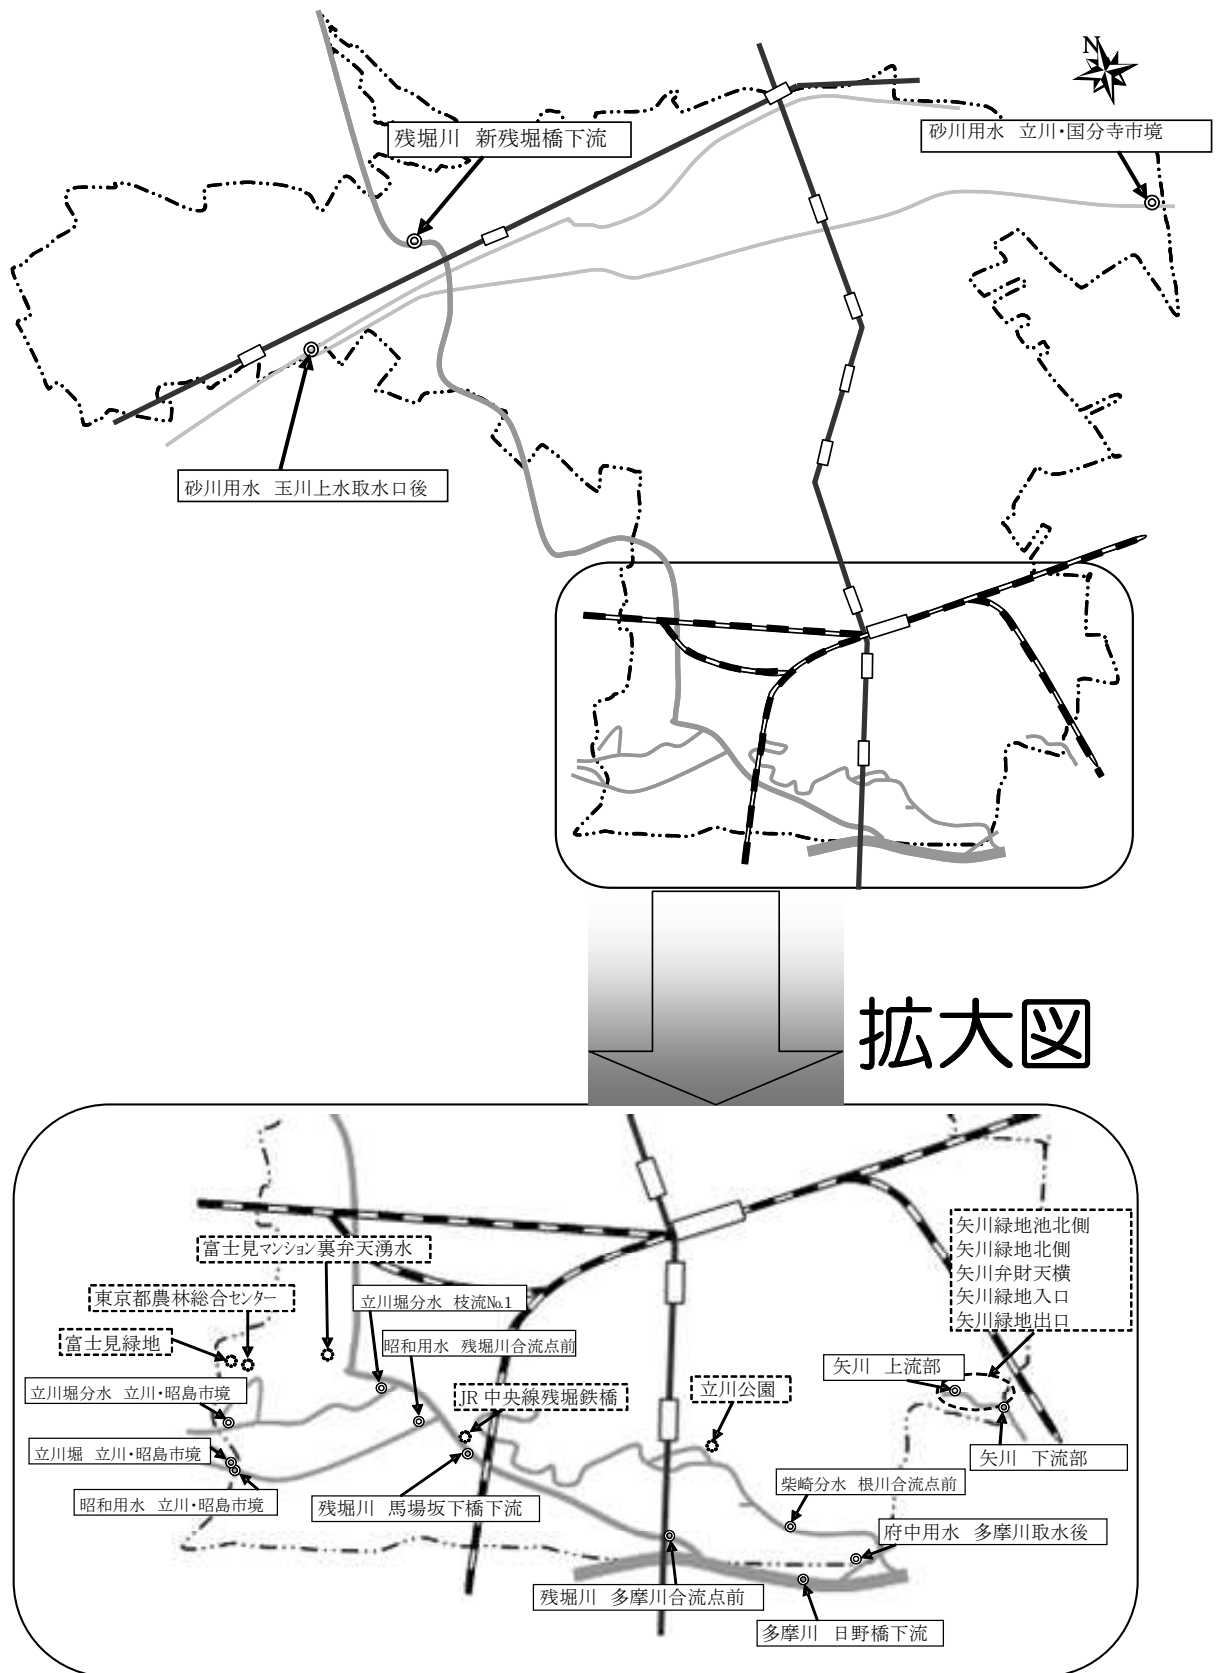 N
残堀川 新残堀橋下流
砂川用水 立川・国分寺市境
砂川用水 玉川上水取水口後
拡大図
矢川緑地池北側
矢川緑地北側
矢川弁財天横
矢川緑地入口
矢川緑地出口
富士見マンション裏弁天湧水
東京都農林総合センター
立川堀分水 枝流No.1
富士見緑地
昭和用水 残堀川合流点前
矢川 上流部
立川堀分水 立川・昭島市境
JR中央線残堀鉄橋
立川公園
立川堀 立川・昭島市境
矢川 下流部
柴崎分水 根川合流点前
昭和用水 立川・昭島市境
残堀川 馬場坂下橋下流
府中用水 多摩川取水後
残堀川 多摩川合流点前
多摩川 日野橋下流